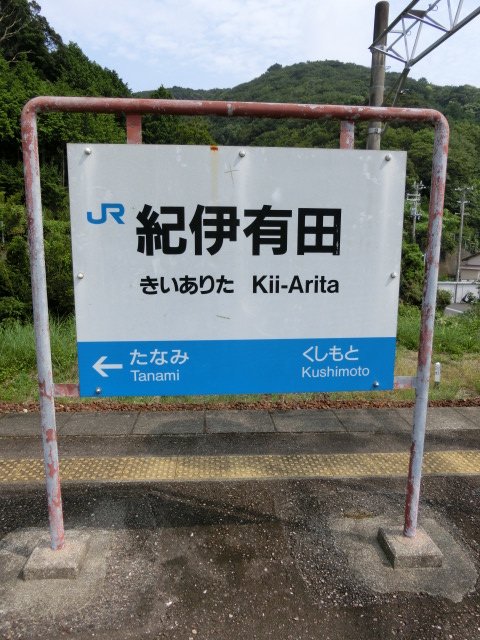 JR 紀伊有田
きいありた Kii-Arita
← たなみ くしもと
Tanami Kushimoto